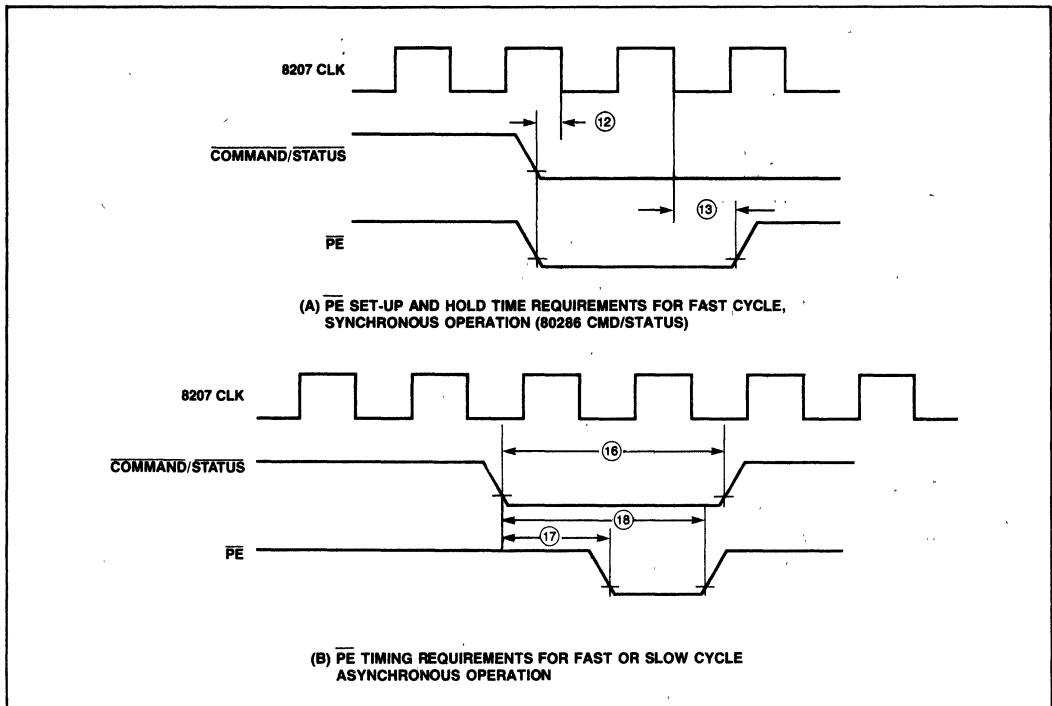 8207 CLK
⑫
COMMAND/STATUS
⑬
PE
(A) PE SET-UP AND HOLD TIME REQUIREMENTS FOR FAST CYCLE,
SYNCHRONOUS OPERATION (80286 CMD/STATUS)
8207 CLK
⑯
COMMAND/STATUS
⑱
⑰
PE
(B) PE TIMING REQUIREMENTS FOR FAST OR SLOW CYCLE
ASYNCHRONOUS OPERATION